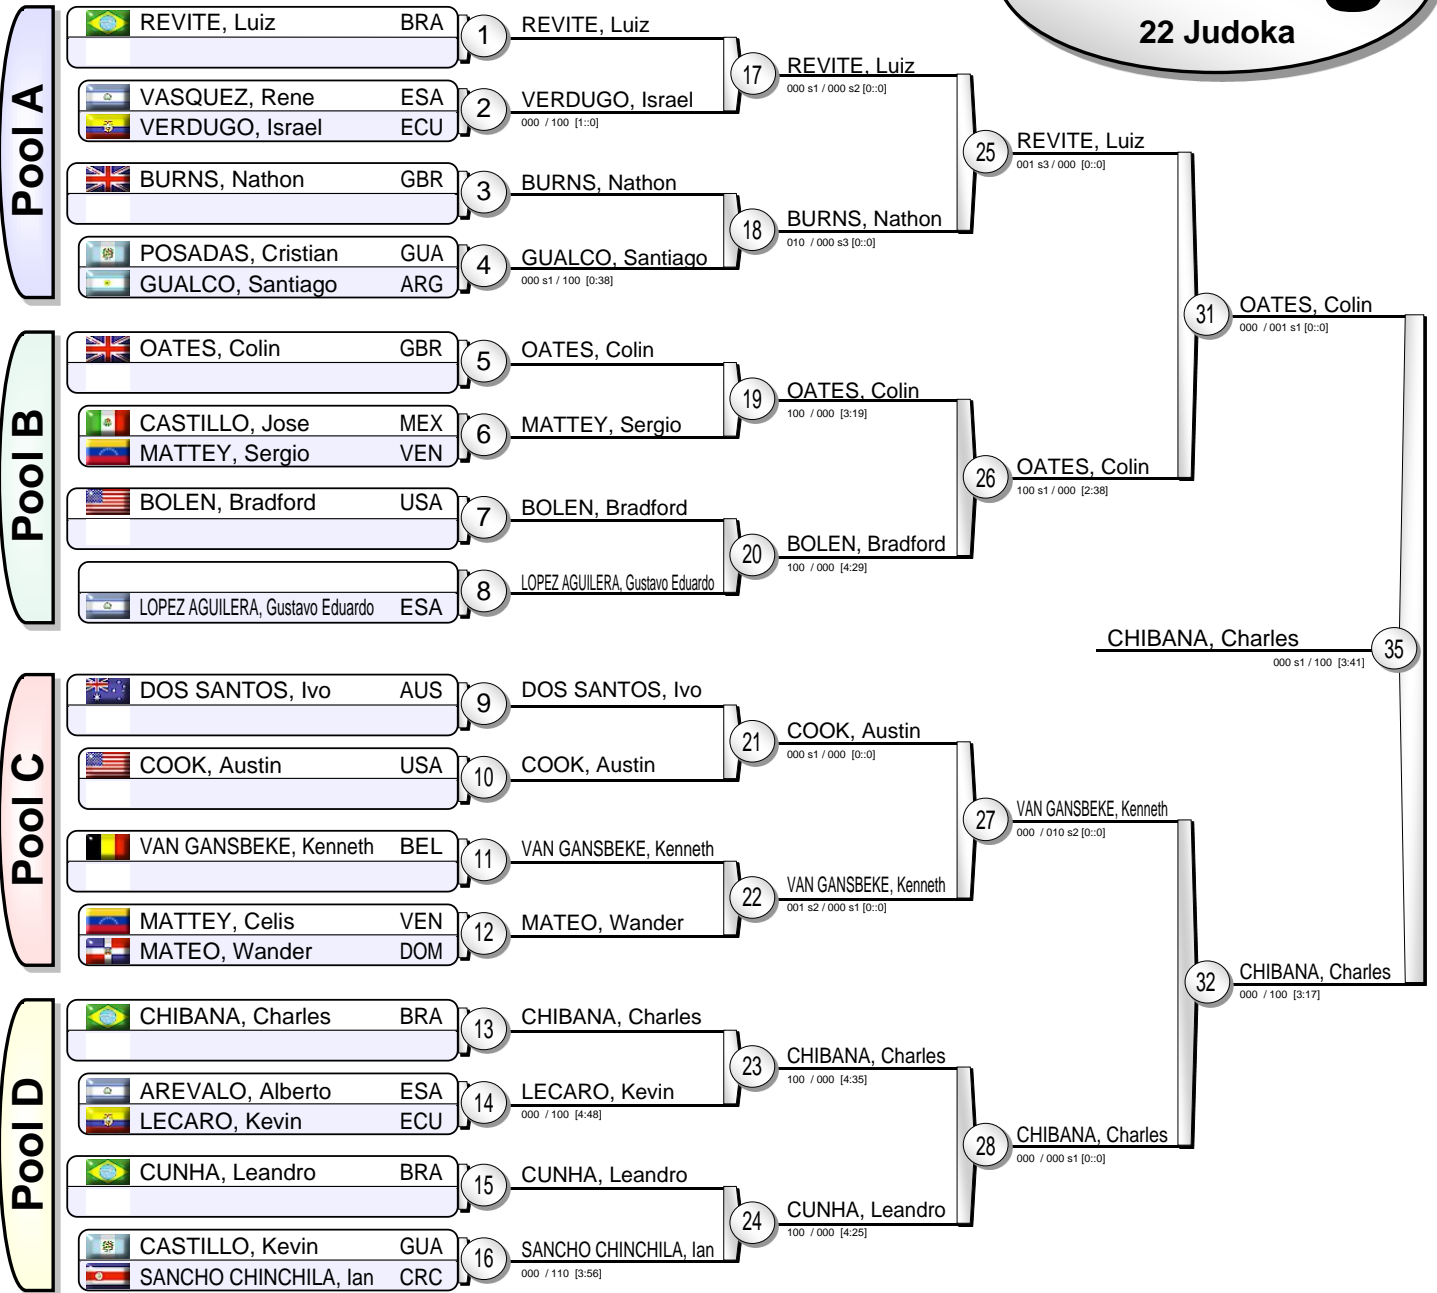 22 Judoka
Pool A
REVITE, Luiz BRA
1
VASQUEZ, Rene ESA
VERDUGO, Israel ECU
2
BURNS, Nathon GBR
3
POSADAS, Cristian GUA
GUALCO, Santiago ARG
4
Pool B
OATES, Colin GBR
5
CASTILLO, Jose MEX
MATTEY, Sergio VEN
6
BOLEN, Bradford USA
7
LOPEZ AGUILERA, Gustavo Eduardo ESA
8
Pool C
DOS SANTOS, Ivo AUS
9
COOK, Austin USA
10
VAN GANSBEKE, Kenneth BEL
11
MATTEY, Celis VEN
MATEO, Wander DOM
12
Pool D
CHIBANA, Charles BRA
13
AREVALO, Alberto ESA
LECARO, Kevin ECU
14
CUNHA, Leandro BRA
15
CASTILLO, Kevin GUA
SANCHO CHINCHILA, Ian CRC
16
REVITE, Luiz
17
VERDUGO, Israel
000 / 100 [1::0]
BURNS, Nathon
18
GUALCO, Santiago
000 s1 / 100 [0:38]
OATES, Colin
19
MATTEY, Sergio
BOLEN, Bradford
20
LOPEZ AGUILERA, Gustavo Eduardo
DOS SANTOS, Ivo
21
COOK, Austin
VAN GANSBEKE, Kenneth
22
MATEO, Wander
CHIBANA, Charles
23
LECARO, Kevin
000 / 100 [4:48]
CUNHA, Leandro
24
SANCHO CHINCHILA, Ian
000 / 110 [3:56]
REVITE, Luiz
000 s1 / 000 s2 [0::0]
25
BURNS, Nathon
010 / 000 s3 [0::0]
OATES, Colin
100 / 000 [3:19]
26
BOLEN, Bradford
100 / 000 [4:29]
COOK, Austin
000 s1 / 000 [0::0]
27
VAN GANSBEKE, Kenneth
001 s2 / 000 s1 [0::0]
CHIBANA, Charles
100 / 000 [4:35]
28
CUNHA, Leandro
100 / 000 [4:25]
REVITE, Luiz
001 s3 / 000 [0::0]
31
OATES, Colin
100 s1 / 000 [2:38]
VAN GANSBEKE, Kenneth
000 / 010 s2 [0::0]
32
CHIBANA, Charles
000 / 000 s1 [0::0]
OATES, Colin
000 / 001 s1 [0::0]
CHIBANA, Charles
000 s1 / 100 [3:41]
35
CHIBANA, Charles
000 / 100 [3:17]